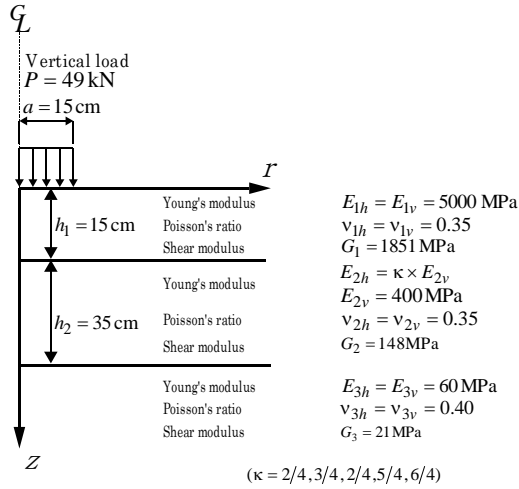 CL
Vertical load
P = 49 kN
a = 15 cm
r
h1 = 15 cm
Young's modulus E1h = E1v = 5000 MPa
Poisson's ratio ν1h = ν1v = 0.35
Shear modulus G1 = 1851 MPa
h2 = 35 cm
Young's modulus E2h = κ × E2v
E2v = 400 MPa
Poisson's ratio ν2h = ν2v = 0.35
Shear modulus G2 = 148MPa
Young's modulus E3h = E3v = 60 MPa
Poisson's ratio ν3h = ν3v = 0.40
Shear modulus G3 = 21 MPa
z
(κ = 2/4, 3/4, 2/4, 5/4, 6/4)